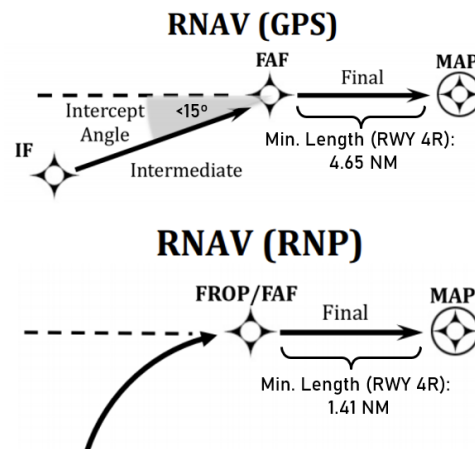 RNAV (GPS)
FAF
MAP
Final
Intercept
Angle
<15º
IF
Intermediate
Min. Length (RWY 4R):
4.65 NM
RNAV (RNP)
FROP/FAF
MAP
Final
Min. Length (RWY 4R):
1.41 NM